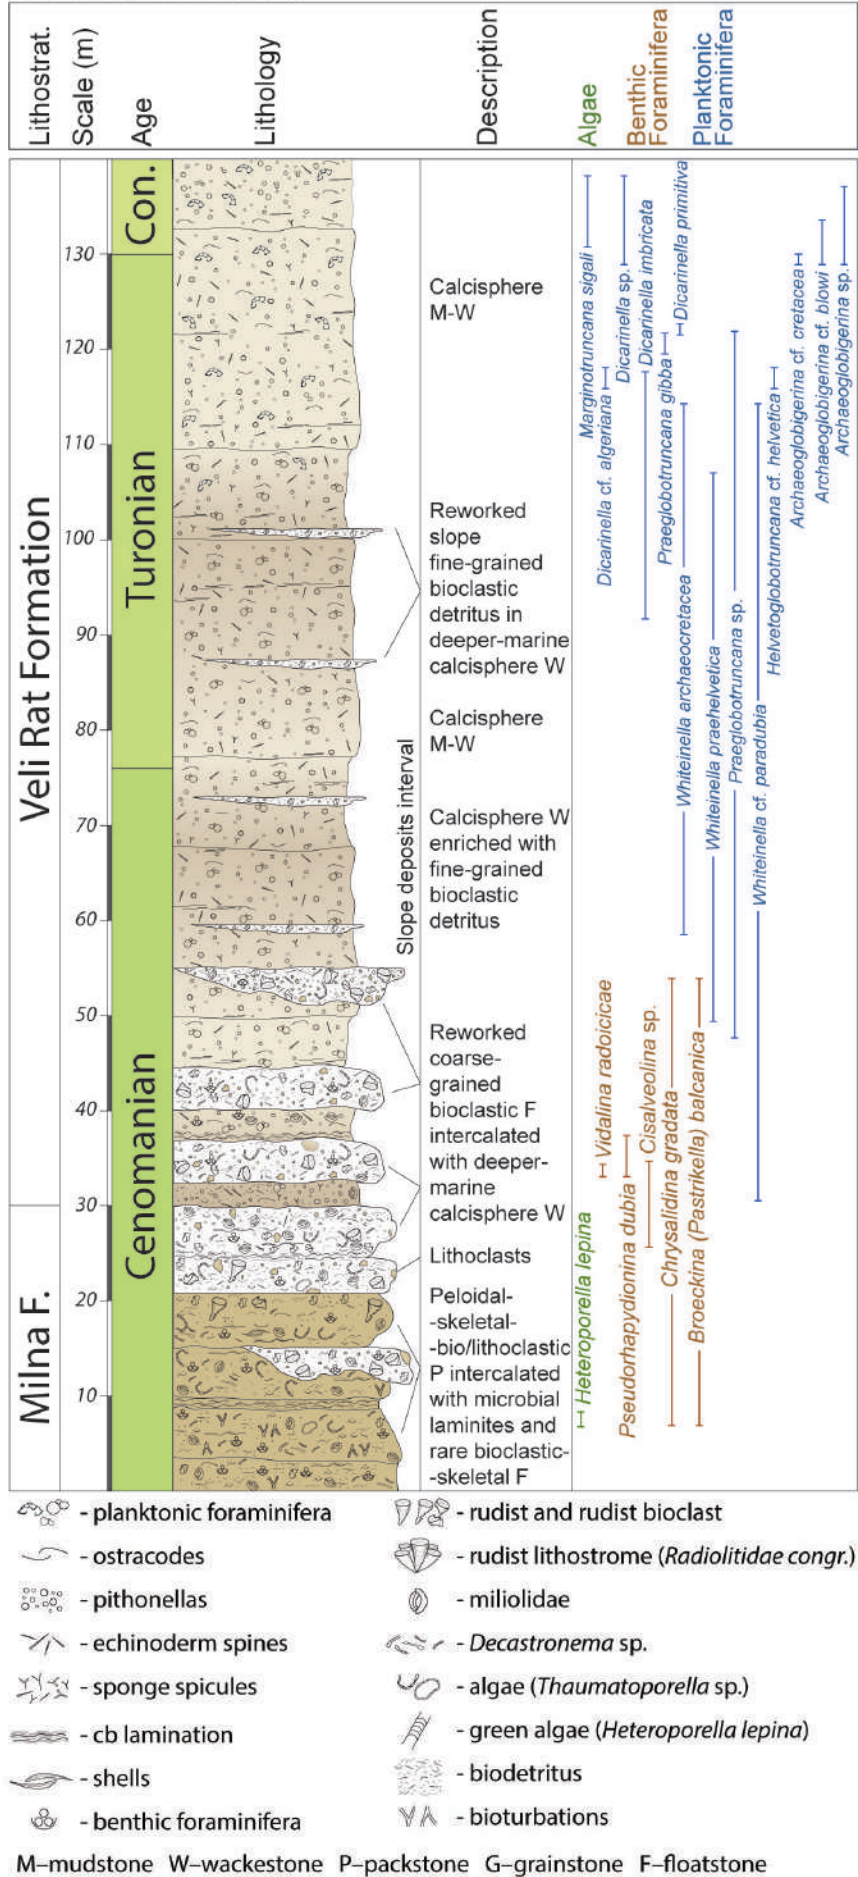 Lithostrat.
Scale (m)
Age
Lithology
Description
Algae
Benthic
Foraminifera
Planktonic
Foraminifera
Veli Rat Formation
Milna F.
130
120
110
100
90
80
70
60
50
40
30
20
10
Con.
Turonian
Cenomanian
Slope deposits interval
Calcisphere
M-W
Reworked
slope
fine-grained
bioclastic
detritus in
deeper-marine
calcisphere W
Calcisphere
M-W
Calcisphere W
enriched with
fine-grained
bioclastic
detritus
Reworked
coarse-
grained
bioclastic F
intercalated
with deeper-
marine
calcisphere W
Lithoclasts
Peloidal-
-skeletal-
-bio/lithoclastic
P intercalated
with microbial
laminites and
rare bioclastic-
-skeletal F
Heteroporella lepina
Vidalina radoicicae
Pseudorhapydionina dubia
Cisalveolina sp.
Chrysalidina gradata
Broeckina (Pastrikella) balcanica
Marginotruncana sigali
Dicarinella cf. algeriana
Dicarinella sp.
Dicarinella imbricata
Praeglobotruncana gibba
Dicarinella primitiva
Whiteinella archaeocretacea
Whiteinella praehelvetica
Praeglobotruncana sp.
Whiteinella cf. paradubia
Helvetoglobotruncana cf. helvetica
Archaeoglobigerina cf. cretacea
Archaeoglobigerina cf. blowi
Archaeoglobigerina sp.
- planktonic foraminifera
- ostracodes
- pithonellas
- echinoderm spines
- sponge spicules
- cb lamination
- shells
- benthic foraminifera
- rudist and rudist bioclast
- rudist lithostrome (Radiolitidae congr.)
- miliolidae
- Decastronema sp.
- algae (Thaumatoporella sp.)
- green algae (Heteroporella lepina)
- biodetritus
- bioturbations
M–mudstone W–wackestone P–packstone G–grainstone F–floatstone